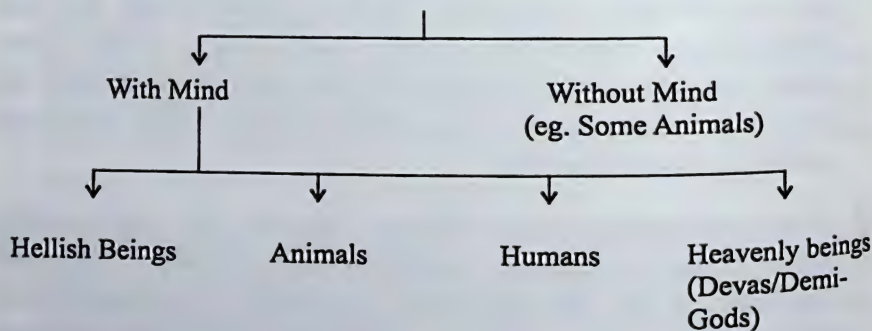 With Mind
Without Mind
(eg. Some Animals)
Hellish Beings
Animals
Humans
Heavenly beings
(Devas/Demi-
Gods)